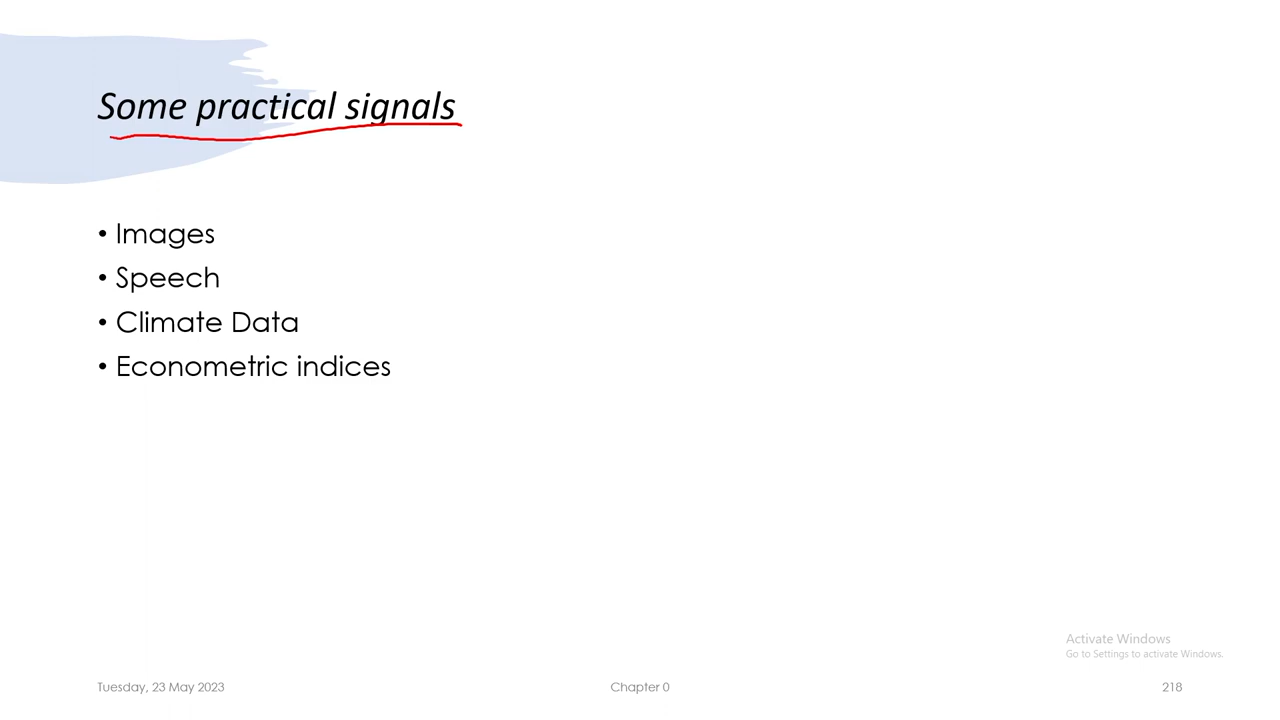 Some practical signals
• Images
• Speech
• Climate Data
• Econometric indices
Activate Windows
Go to Settings to activate Windows.
Tuesday, 23 May 2023
Chapter 0
218